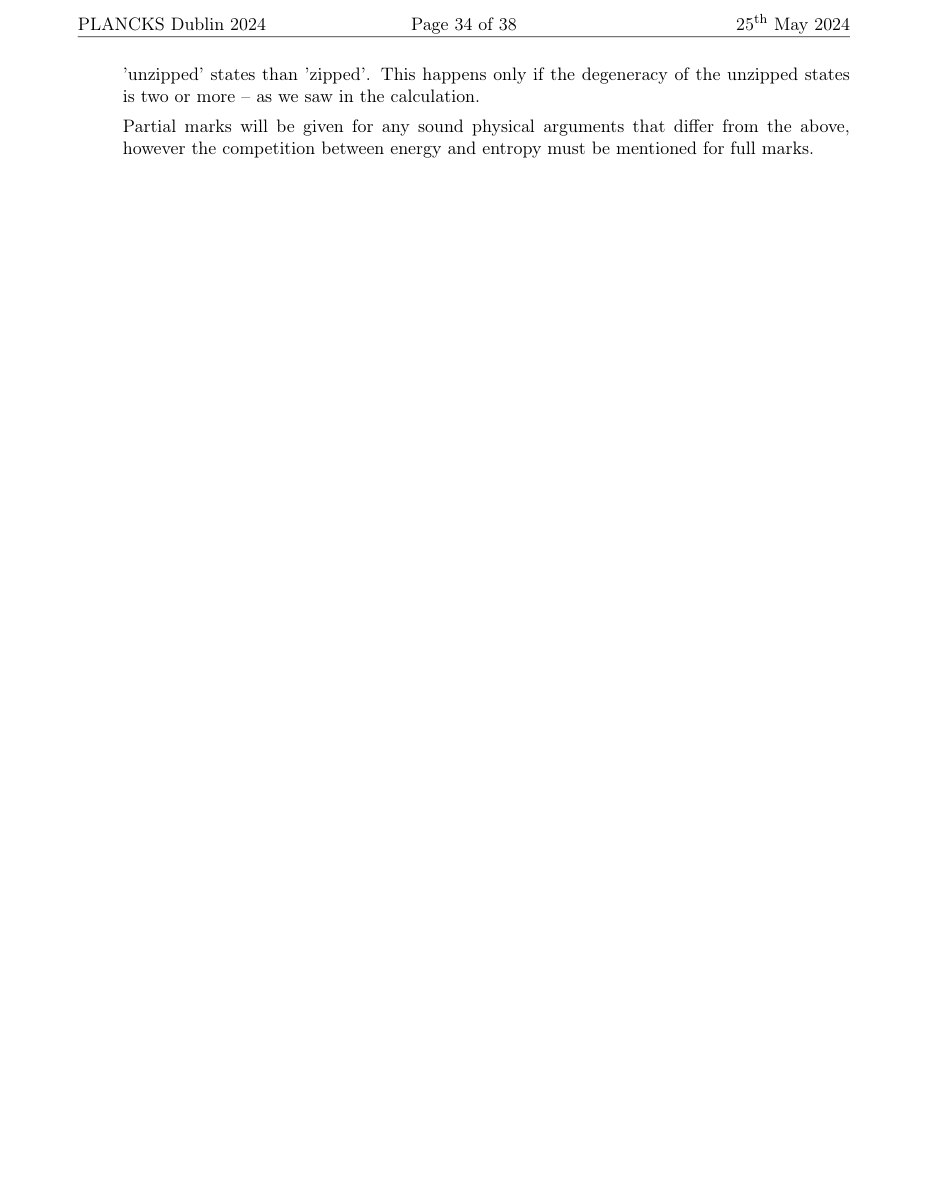 PLANCKS Dublin 2024 Page 34 of 38 25th May 2024
'unzipped' states than 'zipped'. This happens only if the degeneracy of the unzipped states
is two or more – as we saw in the calculation.
Partial marks will be given for any sound physical arguments that differ from the above,
however the competition between energy and entropy must be mentioned for full marks.